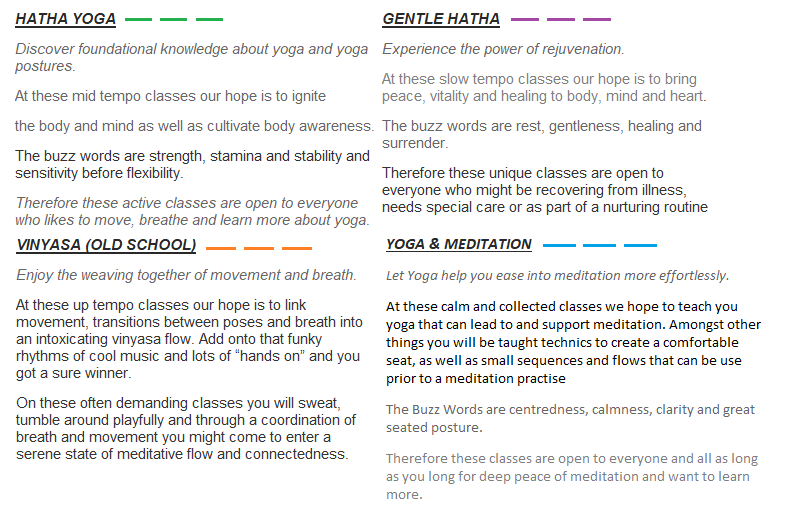 HATHA YOGA
Discover foundational knowledge about yoga and yoga
postures.
At these mid tempo classes our hope is to ignite
the body and mind as well as cultivate body awareness.
The buzz words are strength, stamina and stability and
sensitivity before flexibility.
Therefore these active classes are open to everyone
who likes to move, breathe and learn more about yoga.
GENTLE HATHA
Experience the power of rejuvenation.
At these slow tempo classes our hope is to bring
peace, vitality and healing to body, mind and heart.
The buzz words are rest, gentleness, healing and
surrender.
Therefore these unique classes are open to
everyone who might be recovering from illness,
needs special care or as part of a nurturing routine
VINYASA (OLD SCHOOL)
Enjoy the weaving together of movement and breath.
At these up tempo classes our hope is to link
movement, transitions between poses and breath into
an intoxicating vinyasa flow. Add onto that funky
rhythms of cool music and lots of “hands on” and you
got a sure winner.
On these often demanding classes you will sweat,
tumble around playfully and through a coordination of
breath and movement you might come to enter a
serene state of meditative flow and connectedness.
YOGA & MEDITATION
Let Yoga help you ease into meditation more effortlessly.
At these calm and collected classes we hope to teach you
yoga that can lead to and support meditation. Amongst other
things you will be taught technics to create a comfortable
seat, as well as small sequences and flows that can be use
prior to a meditation practise
The Buzz Words are centredness, calmness, clarity and great
seated posture.
Therefore these classes are open to everyone and all as long
as you long for deep peace of meditation and want to learn
more.